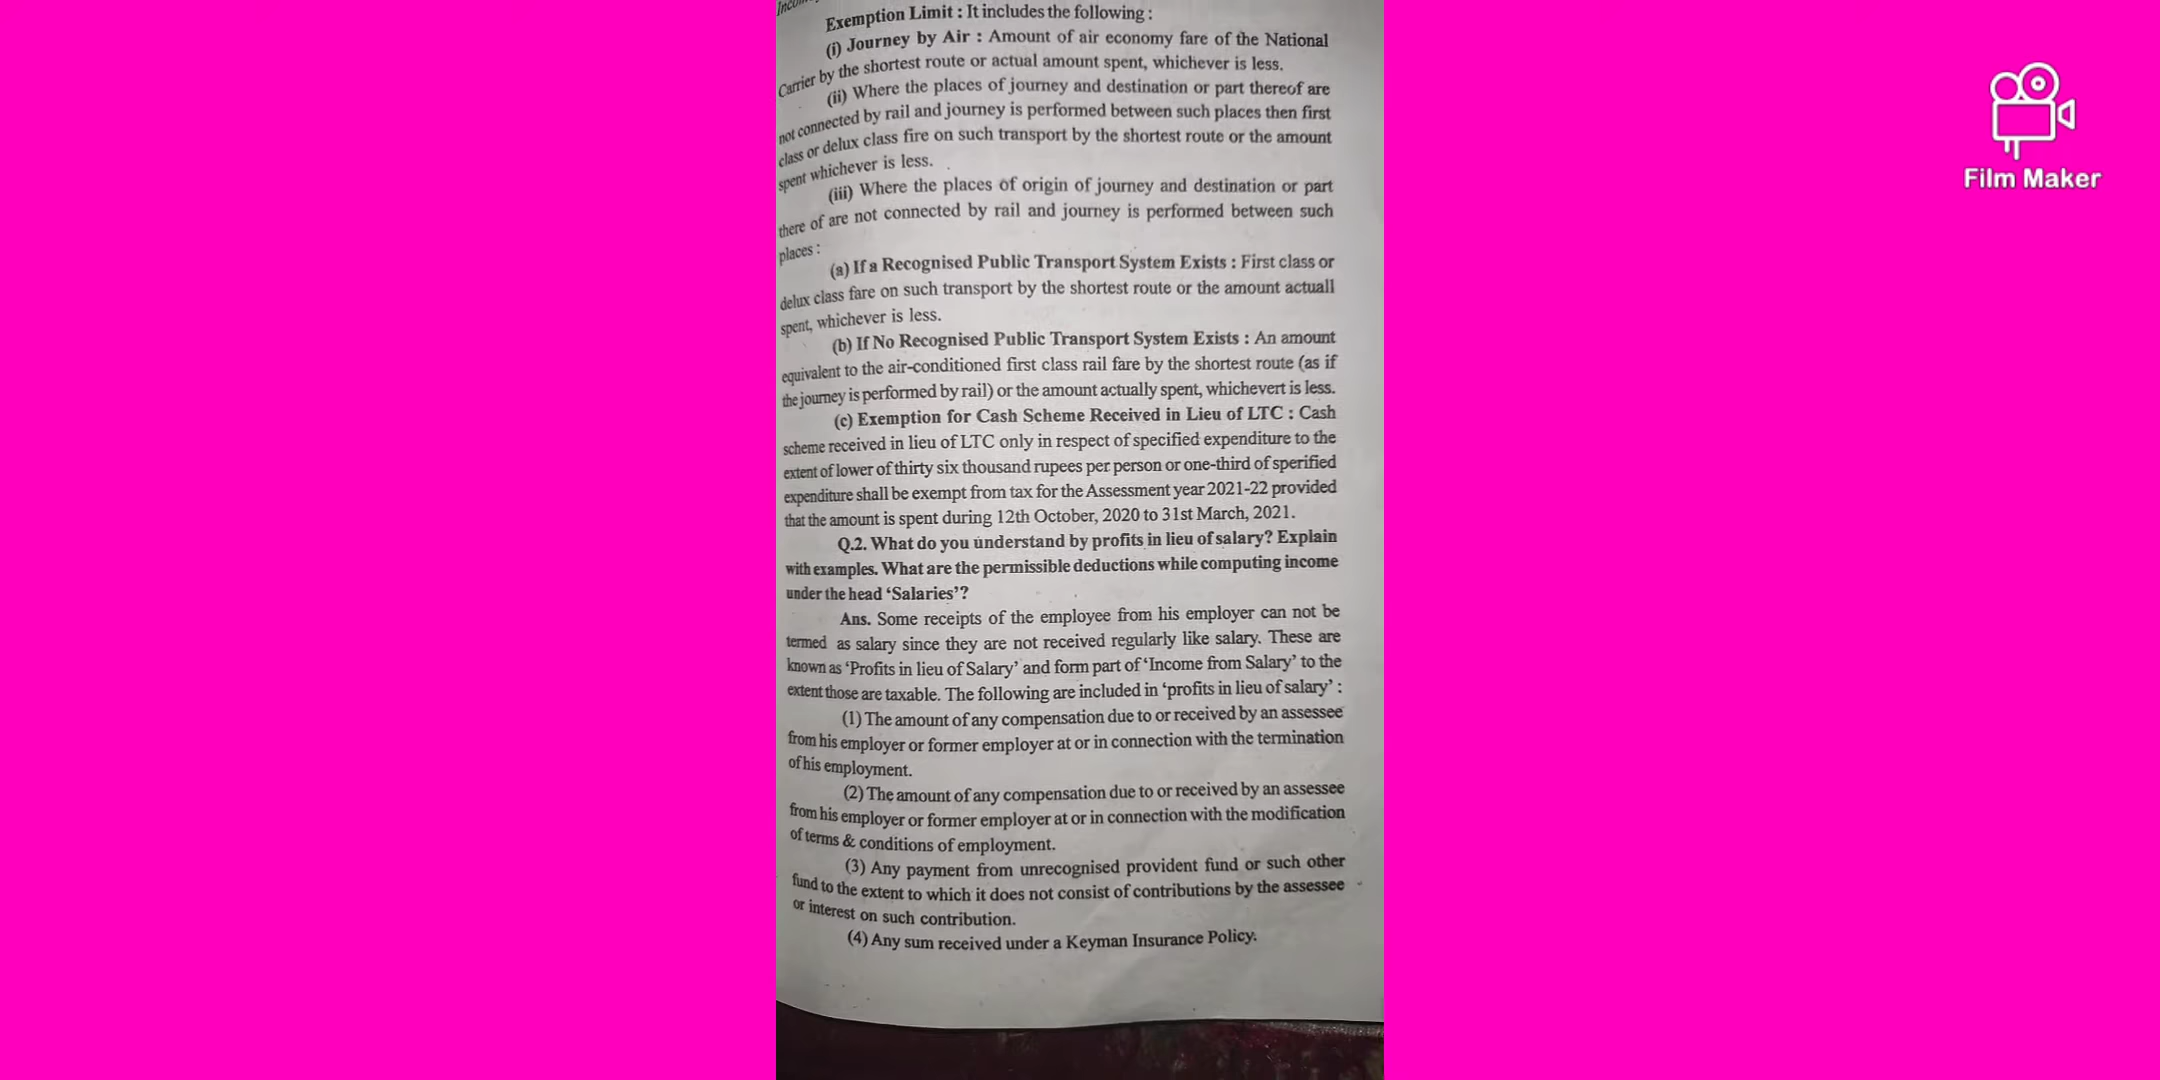 Exemption Limit : It includes the following :
(i) Journey by Air : Amount of air economy fare of the National
Carrier by the shortest route or actual amount spent, whichever is less.
(ii) Where the places of journey and destination or part thereof are
not connected by rail and journey is performed between such places then first
class or delux class fire on such transport by the shortest route or the amount
spent whichever is less.
(iii) Where the places of origin of journey and destination or part
there of are not connected by rail and journey is performed between such
places :
(a) If a Recognised Public Transport System Exists : First class or
delux class fare on such transport by the shortest route or the amount actuall
spent, whichever is less.
(b) If No Recognised Public Transport System Exists : An amount
equivalent to the air-conditioned first class rail fare by the shortest route (as if
the journey is performed by rail) or the amount actually spent, whichevert is less.
(c) Exemption for Cash Scheme Received in Lieu of LTC : Cash
scheme received in lieu of LTC only in respect of specified expenditure to the
extent of lower of thirty six thousand rupees per person or one-third of sperified
expenditure shall be exempt from tax for the Assessment year 2021-22 provided
that the amount is spent during 12th October, 2020 to 31st March, 2021.
Q.2. What do you understand by profits in lieu of salary? Explain
with examples. What are the permissible deductions while computing income
under the head ‘Salaries’?
Ans. Some receipts of the employee from his employer can not be
termed as salary since they are not received regularly like salary. These are
known as ‘Profits in lieu of Salary’ and form part of ‘Income from Salary’ to the
extent those are taxable. The following are included in ‘profits in lieu of salary’ :
(1) The amount of any compensation due to or received by an assessee
from his employer or former employer at or in connection with the termination
of his employment.
(2) The amount of any compensation due to or received by an assessee
from his employer or former employer at or in connection with the modification
of terms & conditions of employment.
(3) Any payment from unrecognised provident fund or such other
fund to the extent to which it does not consist of contributions by the assessee
or interest on such contribution.
(4) Any sum received under a Keyman Insurance Policy.
Film Maker